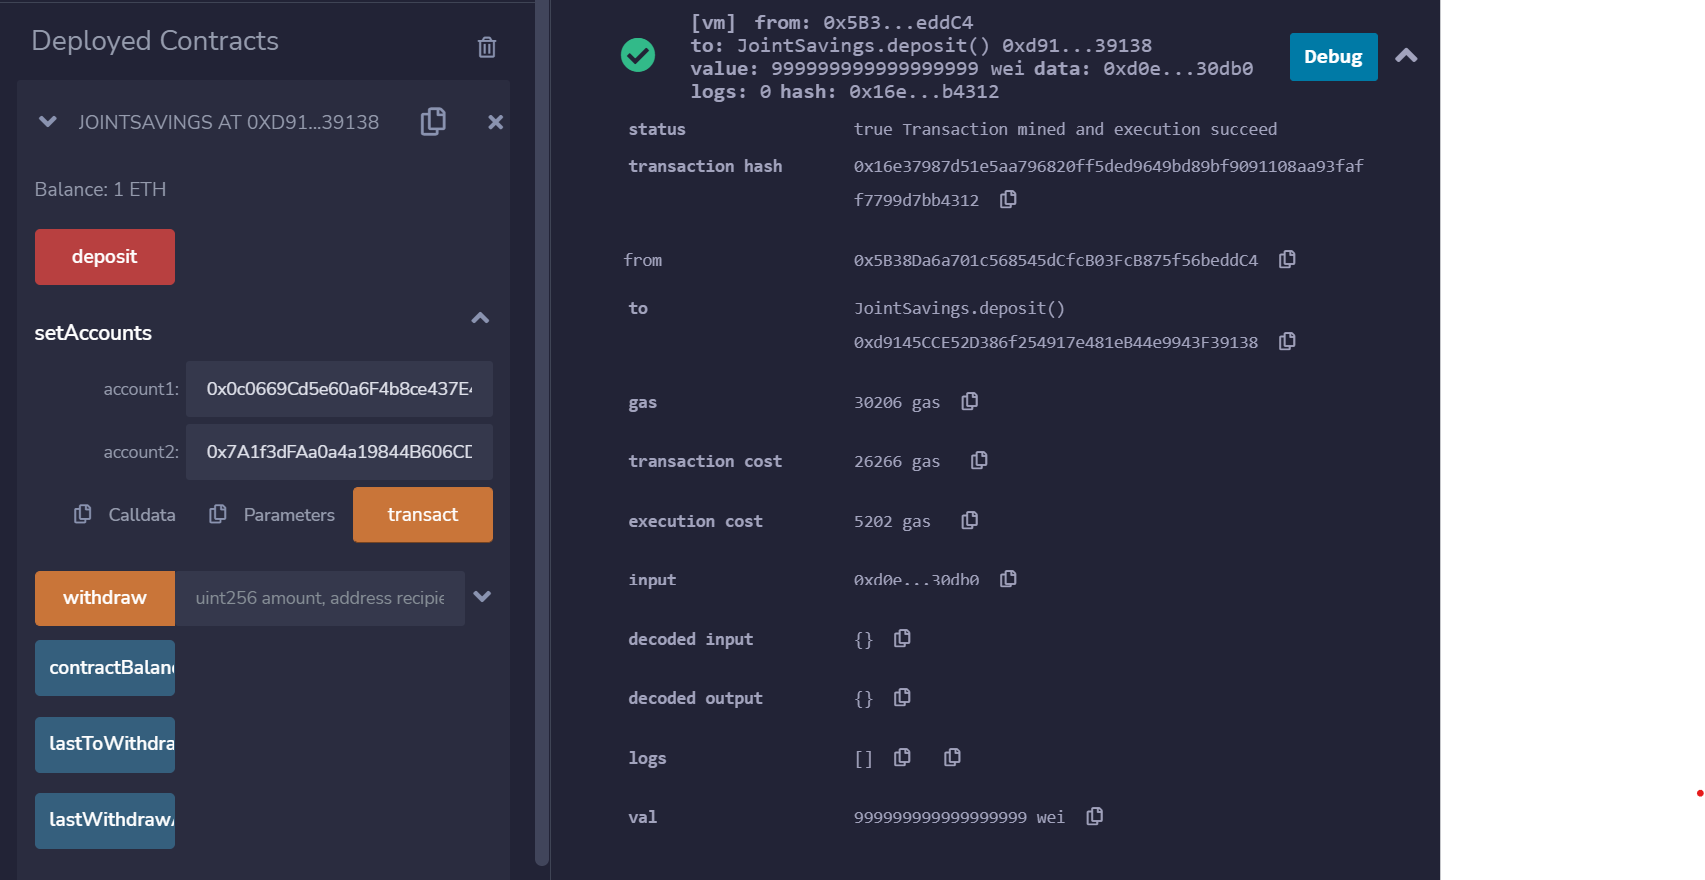 Deployed Contracts
JOINTSAVINGS AT 0XD91...39138
Balance: 1 ETH
deposit
setAccounts
account1: 0x0c0669Cd5e60a6F4b8ce437E4
account2: 0x7A1f3dFAa0a4a19844B606CD
Calldata Parameters transact
withdraw uint256 amount, address recipie
contractBalan
lastToWithdra
lastWithdrawA
[vm] from: 0x5B3...eddC4
to: JointSavings.deposit() 0xd91...39138
value: 999999999999999999 wei data: 0xd0e...30db0
logs: 0 hash: 0x16e...b4312
Debug
status true Transaction mined and execution succeed
transaction hash 0x16e37987d51e5aa796820ff5ded9649bd89bf9091108aa93faf
f7799d7bb4312
from 0x5B38Da6a701c568545dCfcB03FcB875f56beddC4
to JointSavings.deposit()
0xd9145CCE52D386f254917e481eB44e9943F39138
gas 30206 gas
transaction cost 26266 gas
execution cost 5202 gas
input 0xd0e...30db0
decoded input {}
decoded output {}
logs []
val 999999999999999999 wei